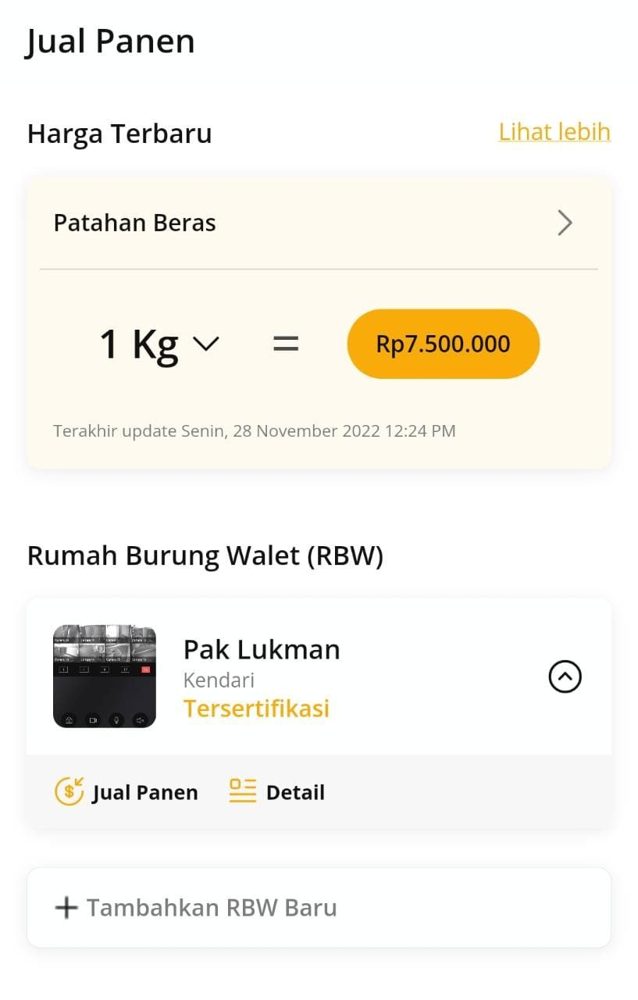 Jual Panen
Harga Terbaru
Lihat lebih
Patahan Beras
1 Kg = Rp7.500.000
Terakhir update Senin, 28 November 2022 12:24 PM
Rumah Burung Walet (RBW)
Pak Lukman
Kendari
Tersertifikasi
Jual Panen
Detail
Tambahkan RBW Baru